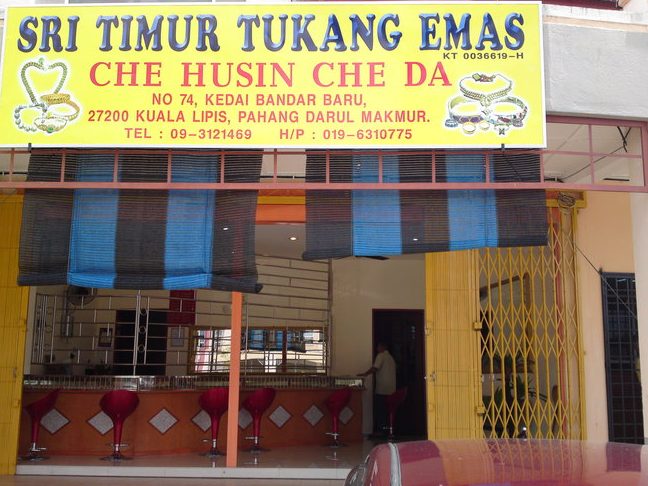 SRI TIMUR TUKANG EMAS
KT 0036619-H
CHE HUSIN CHE DA
NO 74, KEDAI BANDAR BARU,
27200 KUALA LIPIS, PAHANG DARUL MAKMUR.
TEL : 09-3121469 H/P : 019-6310775